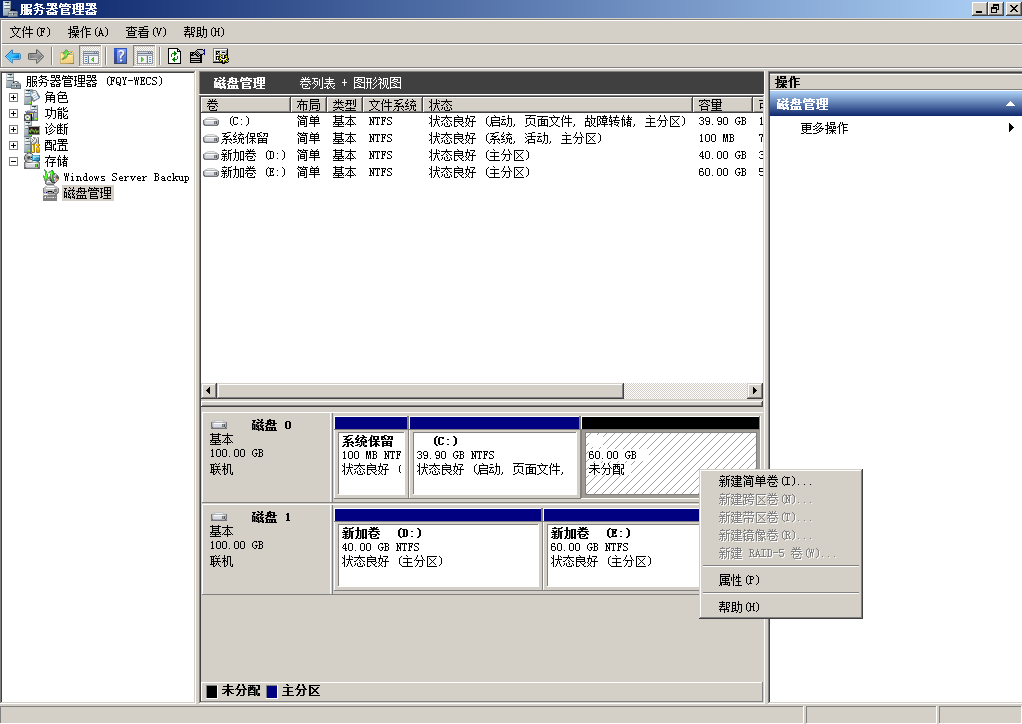 服务器管理器
文件(F) 操作(A) 查看(V) 帮助(H)
服务器管理器 (FQY-WECS)
角色
功能
诊断
配置
存储
Windows Server Backup
磁盘管理
磁盘管理 卷列表 + 图形视图
卷 布局 类型 文件系统 状态 容量
(C:) 简单 基本 NTFS 状态良好 (启动, 页面文件, 故障转储, 主分区) 39.90 GB 1
系统保留 简单 基本 NTFS 状态良好 (系统, 活动, 主分区) 100 MB 7
新加卷 (D:) 简单 基本 NTFS 状态良好 (主分区) 40.00 GB 3
新加卷 (E:) 简单 基本 NTFS 状态良好 (主分区) 60.00 GB 5
磁盘 0
基本
100.00 GB
联机
系统保留
100 MB NTF
状态良好 (
(C:)
39.90 GB NTFS
状态良好 (启动, 页面文件,
60.00 GB
未分配
磁盘 1
基本
100.00 GB
联机
新加卷 (D:)
40.00 GB NTFS
状态良好 (主分区)
新加卷 (E:)
60.00 GB NTFS
状态良好 (主分区)
新建简单卷(I)...
新建跨区卷(N)...
新建带区卷(T)...
新建镜像卷(R)...
新建 RAID-5 卷(W)...
属性(P)
帮助(H)
未分配 主分区
操作
磁盘管理
更多操作